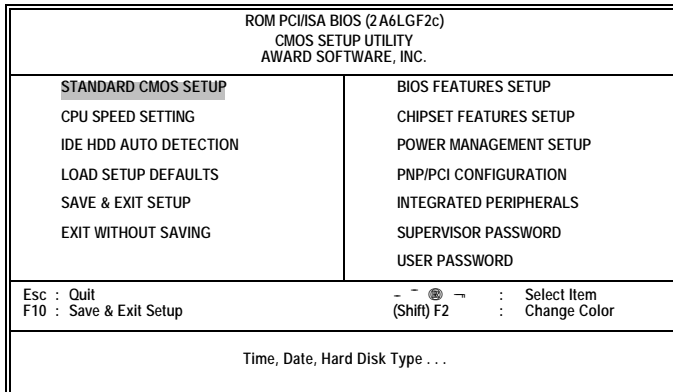 ROM PCI/ISA BIOS (2A6LGF2c)
CMOS SETUP UTILITY
AWARD SOFTWARE, INC.
STANDARD CMOS SETUP
CPU SPEED SETTING
IDE HDD AUTO DETECTION
LOAD SETUP DEFAULTS
SAVE & EXIT SETUP
EXIT WITHOUT SAVING
BIOS FEATURES SETUP
CHIPSET FEATURES SETUP
POWER MANAGEMENT SETUP
PNP/PCI CONFIGURATION
INTEGRATED PERIPHERALS
SUPERVISOR PASSWORD
USER PASSWORD
Esc : Quit
F10 : Save & Exit Setup
: Select Item
(Shift) F2 : Change Color
Time, Date, Hard Disk Type . . .